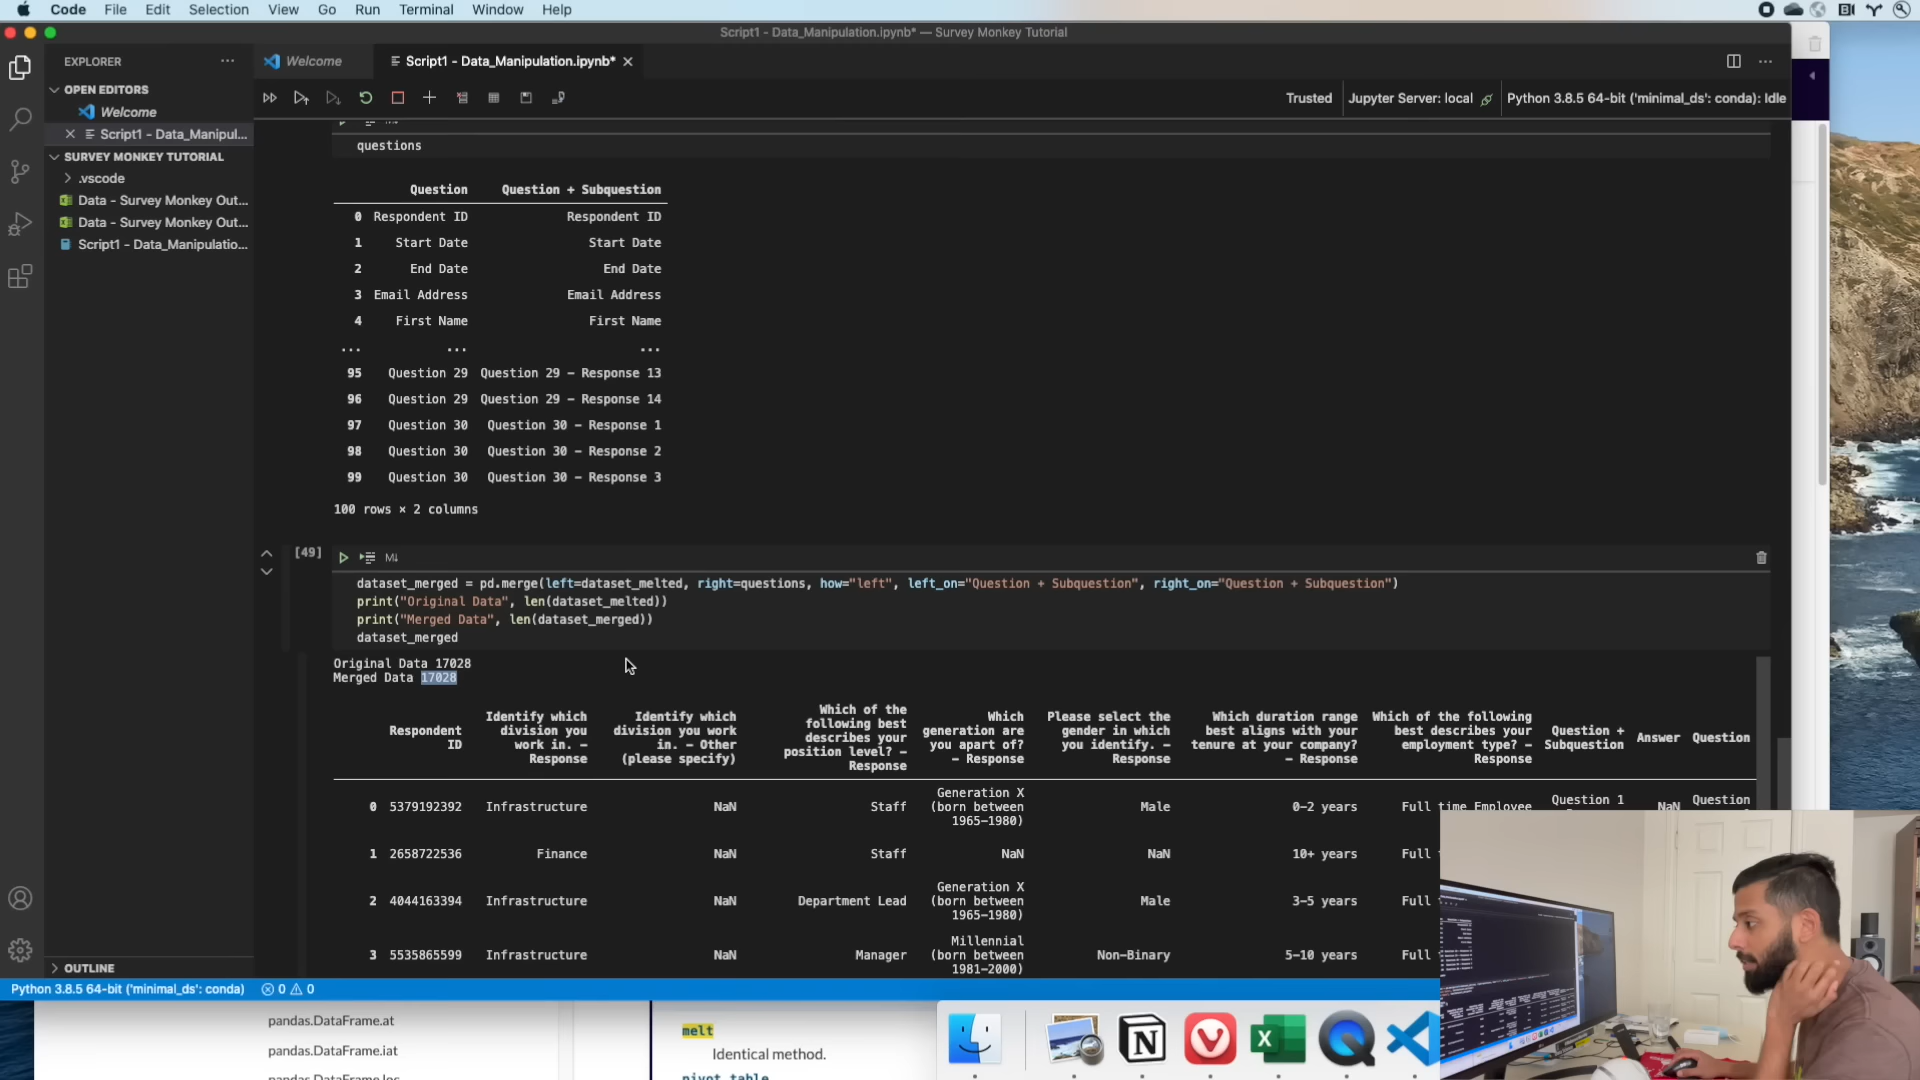 Code File Edit Selection View Go Run Terminal Window Help
Script1 - Data_Manipulation.ipynb* — Survey Monkey Tutorial
EXPLORER
Welcome
Script1 - Data_Manipulation.ipynb*
OPEN EDITORS
Welcome
Script1 - Data_Manipul...
SURVEY MONKEY TUTORIAL
.vscode
Data - Survey Monkey Out...
Data - Survey Monkey Out...
Script1 - Data_Manipulatio...
OUTLINE
Trusted
Jupyter Server: local
Python 3.8.5 64-bit ('minimal_ds': conda): Idle
questions
Question Question + Subquestion
0 Respondent ID Respondent ID
1 Start Date Start Date
2 End Date End Date
3 Email Address Email Address
4 First Name First Name
... ... ...
95 Question 29 Question 29 - Response 13
96 Question 29 Question 29 - Response 14
97 Question 30 Question 30 - Response 1
98 Question 30 Question 30 - Response 2
99 Question 30 Question 30 - Response 3
100 rows × 2 columns
[49]
M↓
dataset_merged = pd.merge(left=dataset_melted, right=questions, how="left", left_on="Question + Subquestion", right_on="Question + Subquestion")
print("Original Data", len(dataset_melted))
print("Merged Data", len(dataset_merged))
dataset_merged
Original Data 17028
Merged Data 17028
Respondent ID
Identify which division you work in. - Response
Identify which division you work in. - Other (please specify)
Which of the following best describes your position level? - Response
Which generation are you apart of? - Response
Please select the gender in which you identify. - Response
Which duration range best aligns with your tenure at your company? - Response
Which of the following best describes your employment type? - Response
Question + Subquestion
Answer
Question
0 5379192392 Infrastructure NaN Staff Generation X (born between 1965-1980) Male 0-2 years Full time Employee Question 1 NaN Question
1 2658722536 Finance NaN Staff NaN NaN 10+ years Full
2 4044163394 Infrastructure NaN Department Lead Generation X (born between 1965-1980) Male 3-5 years Full
3 5535865599 Infrastructure NaN Manager Millennial (born between 1981-2000) Non-Binary 5-10 years Full
Python 3.8.5 64-bit ('minimal_ds': conda) 0 0
pandas.DataFrame.at
pandas.DataFrame.iat
pandas.DataFrame.loc
melt
Identical method.
pivot_table